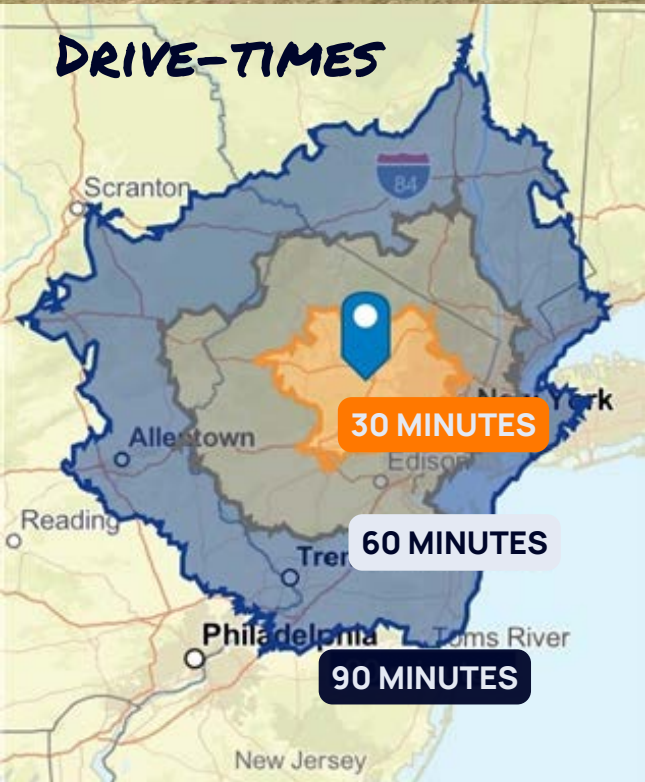 DRIVE-TIMES
84
Scranton
New York
30 MINUTES
Allentown
Edison
Reading
60 MINUTES
Tren
Philadelphia
Toms River
90 MINUTES
New Jersey